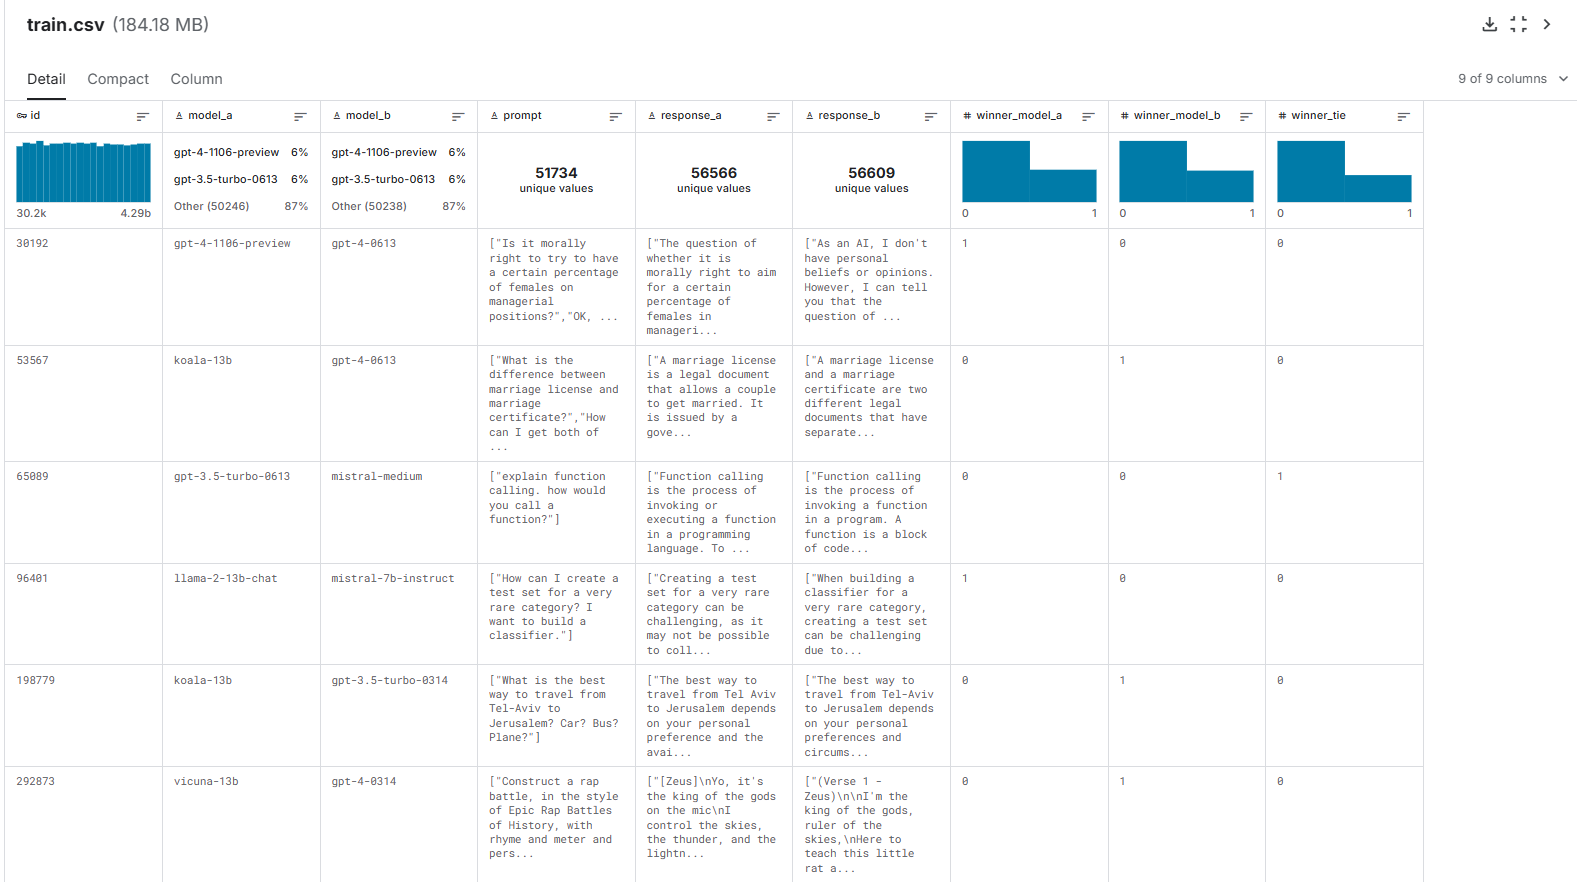 train.csv (184.18 MB)
Detail Compact Column
9 of 9 columns
id
model_a
model_b
prompt
response_a
response_b
winner_model_a
winner_model_b
winner_tie
30.2k 4.29b
gpt-4-1106-preview 6%
gpt-3.5-turbo-0613 6%
Other (50246) 87%
gpt-4-1106-preview 6%
gpt-3.5-turbo-0613 6%
Other (50238) 87%
51734
unique values
56566
unique values
56609
unique values
0 1
0 1
0 1
30192
gpt-4-1106-preview
gpt-4-0613
["Is it morally
right to try to have
a certain percentage
of females on
managerial
positions?","OK, ...
["The question of
whether it is
morally right to aim
for a certain
percentage of
females in
manageri...
["As an AI, I don't
have personal
beliefs or opinions.
However, I can tell
you that the
question of ...
1
0
0
53567
koala-13b
gpt-4-0613
["What is the
difference between
marriage license and
marriage
certificate?","How
can I get both of
...
["A marriage license
is a legal document
that allows a couple
to get married. It
is issued by a
gove...
["A marriage license
and a marriage
certificate are two
different legal
documents that have
separate...
0
1
0
65089
gpt-3.5-turbo-0613
mistral-medium
["explain function
calling. how would
you call a
function?"]
["Function calling
is the process of
invoking or
executing a function
in a programming
language. To ...
["Function calling
is the process of
invoking a function
in a program. A
function is a block
of code...
0
0
1
96401
llama-2-13b-chat
mistral-7b-instruct
["How can I create a
test set for a very
rare category? I
want to build a
classifier."]
["Creating a test
set for a very rare
category can be
challenging, as it
may not be possible
to coll...
["When building a
classifier for a
very rare category,
creating a test set
can be challenging
due to...
1
0
0
198779
koala-13b
gpt-3.5-turbo-0314
["What is the best
way to travel from
Tel-Aviv to
Jerusalem? Car? Bus?
Plane?"]
["The best way to
travel from Tel Aviv
to Jerusalem depends
on your personal
preference and the
avai...
["The best way to
travel from Tel-Aviv
to Jerusalem depends
on your personal
preferences and
circums...
0
1
0
292873
vicuna-13b
gpt-4-0314
["Construct a rap
battle, in the style
of Epic Rap Battles
of History, with
rhyme and meter and
pers...
["[Zeus]\nYo, it's
the king of the gods
on the mic\nI
control the skies,
the thunder, and the
lightn...
["(Verse 1 -
Zeus)\n\nI'm the
king of the gods,
ruler of the
skies,\nHere to
teach this little
rat a...
0
1
0